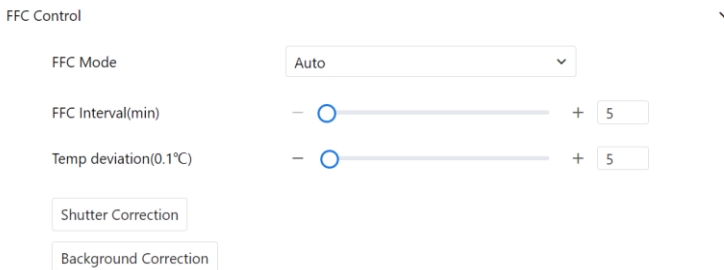 FFC Control
FFC Mode Auto
FFC Interval(min) − + 5
Temp deviation(0.1℃) − + 5
Shutter Correction
Background Correction